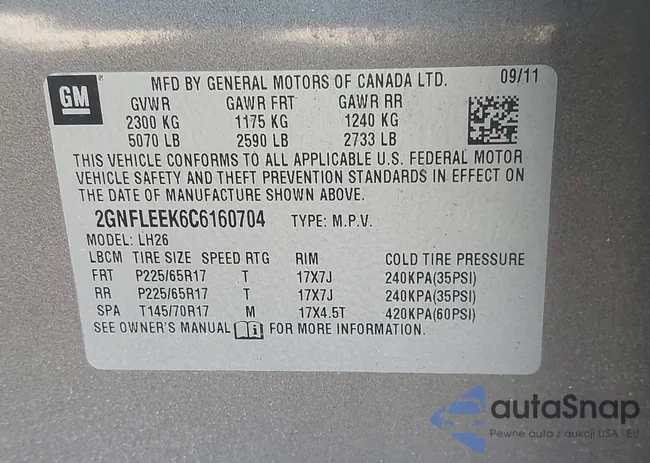 GM
MFD BY GENERAL MOTORS OF CANADA LTD. 09/11
GVWR GAWR FRT GAWR RR
2300 KG 1175 KG 1240 KG
5070 LB 2590 LB 2733 LB
THIS VEHICLE CONFORMS TO ALL APPLICABLE U.S. FEDERAL MOTOR
VEHICLE SAFETY AND THEFT PREVENTION STANDARDS IN EFFECT ON
THE DATE OF MANUFACTURE SHOWN ABOVE.
2GNFLEEK6C6160704 TYPE: M.P.V.
MODEL: LH26
LBCM TIRE SIZE SPEED RTG RIM COLD TIRE PRESSURE
FRT P225/65R17 T 17X7J 240KPA(35PSI)
RR P225/65R17 T 17X7J 240KPA(35PSI)
SPA T145/70R17 M 17X4.5T 420KPA(60PSI)
SEE OWNER'S MANUAL FOR MORE INFORMATION.
autaSnap
Pewne auto z aukcji USA i EU